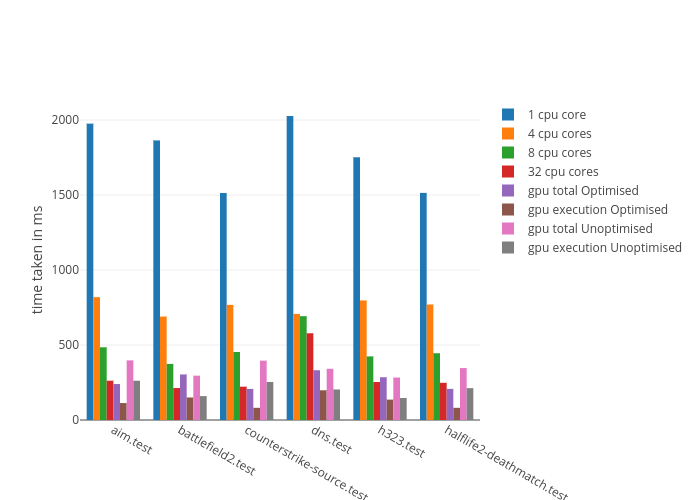 2000
1500
1000
500
0
time taken in ms
aim.test
battlefield2.test
counterstrike-source.test
dns.test
h323.test
halflife2-deathmatch.test
1 cpu core
4 cpu cores
8 cpu cores
32 cpu cores
gpu total Optimised
gpu execution Optimised
gpu total Unoptimised
gpu execution Unoptimised